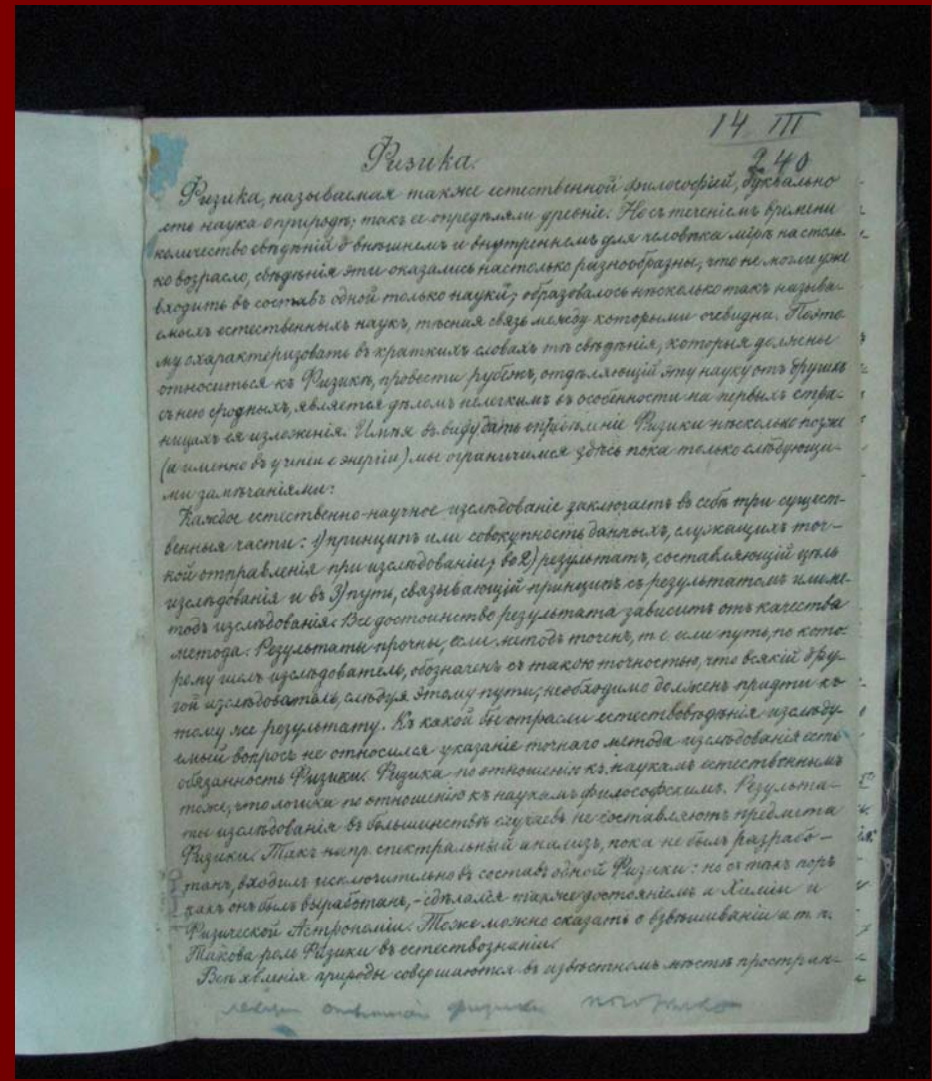 14 III
240
Физика.
Физика, называемая также естественной философіей, буквально
есть наука о природѣ; такъ ее опредѣляли древніе. Но съ теченіемъ времени
количество свѣдѣній о внѣшнемъ и внутреннемъ для человѣка мірѣ на столь
ко возрасло, свѣдѣнія эти оказались настолько разнообразны, что не могли уже
входить въ составъ одной только науки; образовалось нѣсколько такъ называ-
емыхъ естественныхъ наукъ, тѣсная связь между которыми очевидна. Поэто
му охарактеризовать въ краткихъ словахъ тѣ свѣдѣнія, которыя должны
относиться къ Физикѣ, провести рубежъ, отдѣляющій эту науку отъ другихъ
съ нею сродныхъ, является дѣломъ нелегкимъ въ особенности на первыхъ стра-
ницахъ ея изложенія. Имѣя въ виду дать опредѣленіе Физики нѣсколько позже
(а именно въ ученіи о энергіи) мы ограничимся здѣсь пока только слѣдующи-
ми замѣчаніями:
Каждое естественно-научное изслѣдованіе заключаетъ въ себѣ три сущест-
венныя части: 1) принципъ или совокупность данныхъ, служащихъ точ-
кой отправленія при изслѣдованіи; во 2) результатъ, составляющій цѣль
изслѣдованія и въ 3) путь, связывающій принципъ съ результатомъ или ме-
тодъ изслѣдованія. Все достоинство результата зависитъ отъ качества
метода. Результаты прочны, если методъ точенъ, т. е. если путь, по кото-
рому шелъ изслѣдователь, обозначенъ съ такою точностью, что всякій дру-
гой изслѣдователь, слѣдуя этому пути, необходимо долженъ придти къ
тому же результату. Къ какой бы отрасли естествовѣдѣнія изслѣду-
емый вопросъ не относился указаніе точнаго метода изслѣдованія есть
обязанность Физики. Физика по отношенію къ наукамъ естественнымъ
тоже, что логика по отношенію къ наукамъ философскимъ. Результа-
ты изслѣдованія въ большинствѣ случаевъ не составляютъ предмета
Физики. Такъ напр. спектральный анализъ, пока не былъ разрабо-
танъ, входилъ исключительно въ составъ одной Физики: но съ тѣхъ поръ
какъ онъ былъ выработанъ, - сдѣлался также достояніемъ и Химіи и
Физической Астрономіи. Тоже можно сказать о взвѣшиваніи и т. п.
Такова роль Физики въ естествознаніи.
Всѣ явленія природы совершаются въ извѣстномъ мѣстѣ простран-
физики